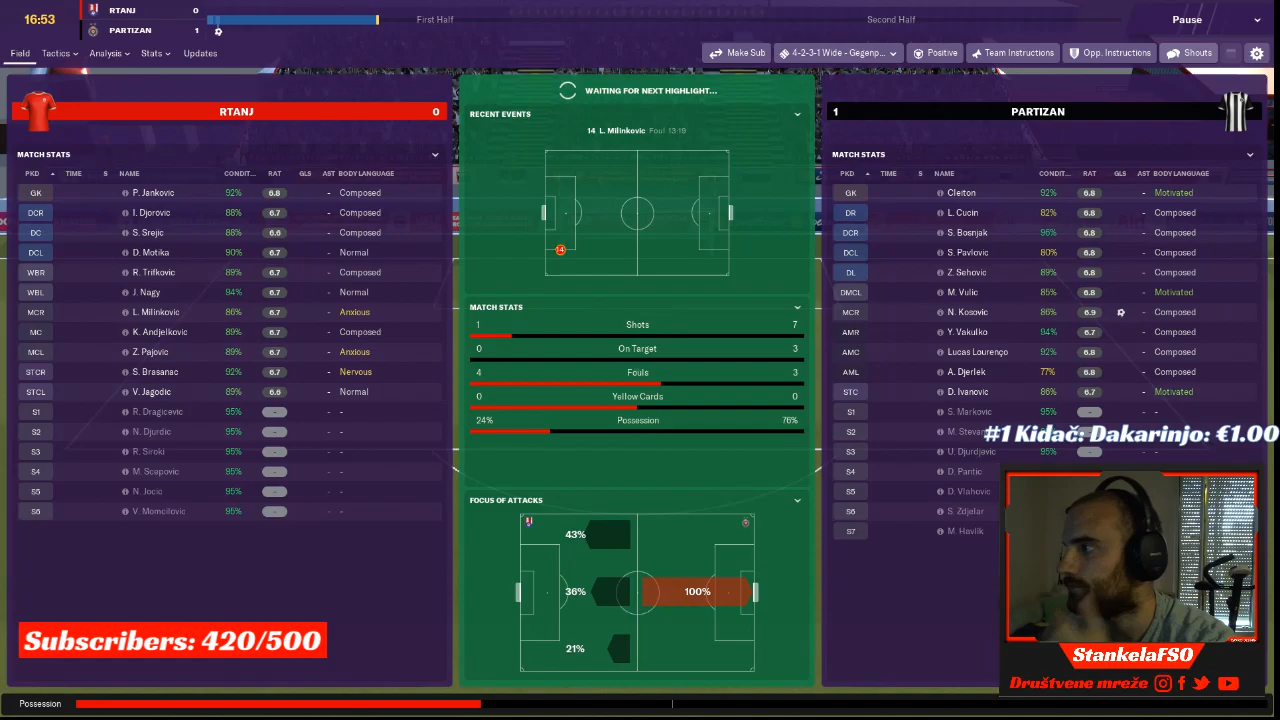 16:53
RTANJ 0
PARTIZAN 1
First Half
Second Half
Pause
Field Tactics Analysis Stats Updates
Make Sub 4-2-3-1 Wide - Gegenp... Positive Team Instructions Opp. Instructions Shouts
RTANJ 0
MATCH STATS
PKD TIME S NAME CONDIT... RAT GLS AST BODY LANGUAGE
GK P. Jankovic 92% 6.8 - Composed
DCR I. Djorovic 88% 6.7 - Composed
DC S. Srejic 88% 6.6 - Composed
DCL D. Motika 90% 6.7 - Normal
WBR R. Trifkovic 89% 6.7 - Composed
WBL J. Nagy 94% 6.7 - Normal
MCR L. Milinkovic 86% 6.7 - Anxious
MC K. Andjelkovic 89% 6.7 - Composed
MCL Z. Pajovic 89% 6.7 - Anxious
STCR S. Brasanac 92% 6.7 - Nervous
STCL V. Jagodic 89% 6.6 - Normal
S1 R. Dragicevic 95% - - -
S2 N. Djurdic 95% - - -
S3 R. Siroki 95% - - -
S4 M. Scepovic 95% - - -
S5 N. Jocic 95% - - -
S6 V. Momcilovic 95% - - -
WAITING FOR NEXT HIGHLIGHT...
RECENT EVENTS
14 L. Milinkovic Foul 13:19
14
MATCH STATS
1 Shots 7
0 On Target 3
4 Fouls 3
0 Yellow Cards 0
24% Possession 76%
FOCUS OF ATTACKS
43%
36% 100%
21%
1 PARTIZAN
MATCH STATS
PKD TIME S NAME CONDIT... RAT GLS AST BODY LANGUAGE
GK Cleiton 92% 6.8 - Motivated
DR L. Cucin 82% 6.8 - Composed
DCR S. Bosnjak 96% 6.8 - Composed
DCL S. Pavlovic 80% 6.8 - Composed
DL Z. Sehovic 89% 6.8 - Composed
DMCL M. Vulic 85% 6.8 - Motivated
MCR N. Kosovic 86% 6.9 - Composed
AMR Y. Vakulko 94% 6.7 - Composed
AMC Lucas Lourenço 92% 6.8 - Composed
AML A. Djerlek 77% 6.8 - Composed
STC D. Ivanovic 86% 6.7 - Motivated
S1 S. Markovic 95% - - -
S2 M. Stevan
S3 U. Djurdjevic 95% - - -
S4 D. Pantic
S5 D. Vlahovic
S6 S. Zdjelar
S7 M. Havlik
#1 Kidač: Dakarinjo: €1.00
Subscribers: 420/500
StankelaFSO
Društvene mreže
Possession